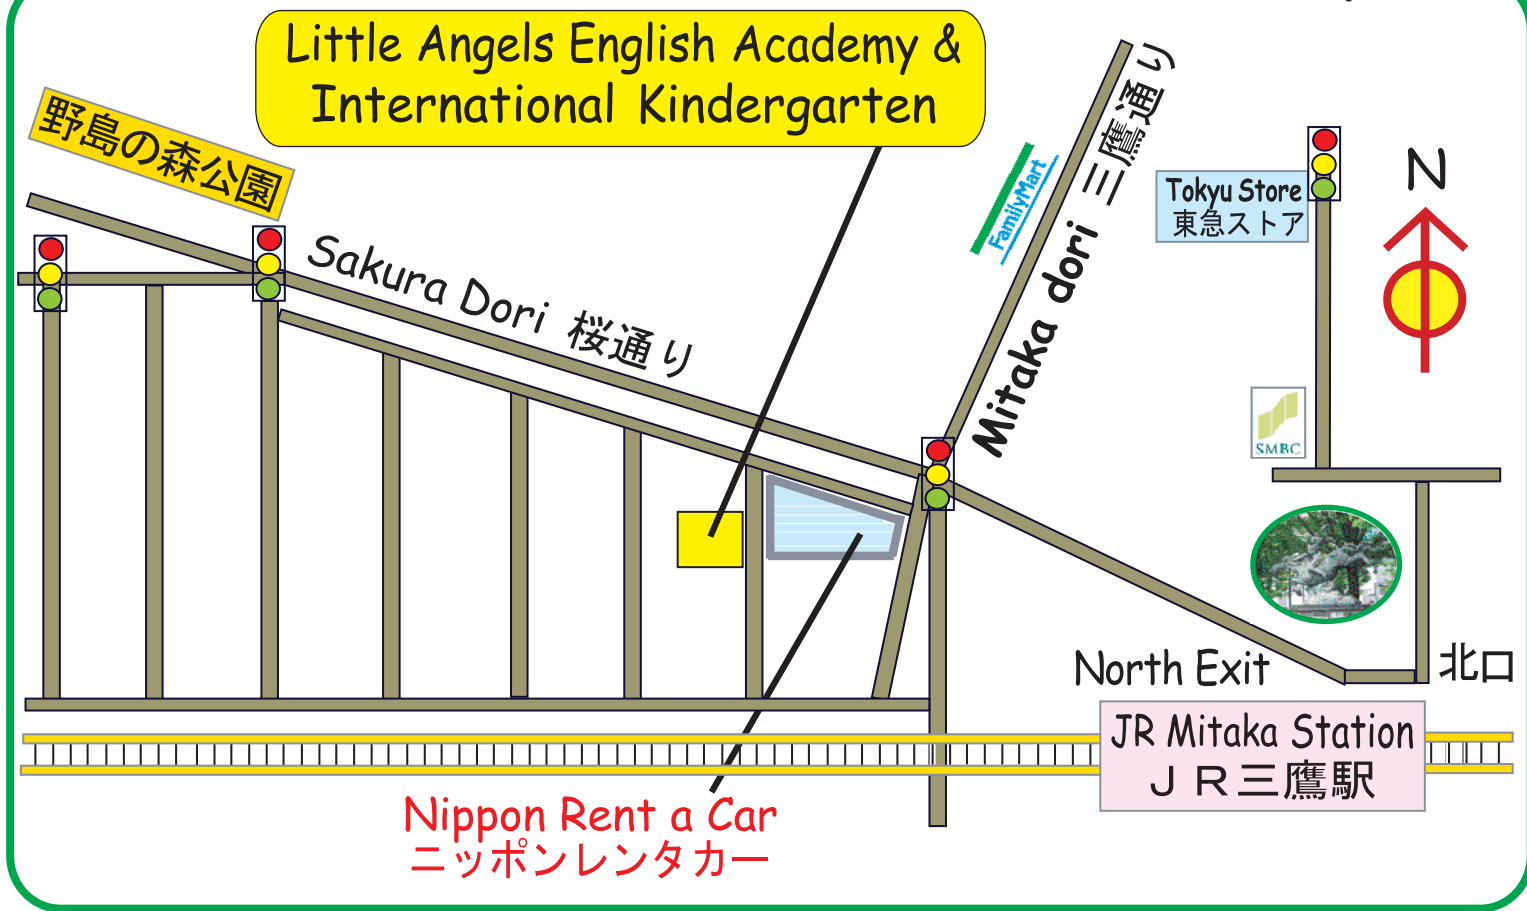 Little Angels English Academy &
International Kindergarten
野島の森公園
Sakura Dori 桜通り
FamilyMart
Mitaka dori 三鷹通り
Tokyu Store
東急ストア
N
SMBC
North Exit
北口
JR Mitaka Station
ＪＲ三鷹駅
Nippon Rent a Car
ニッポンレンタカー